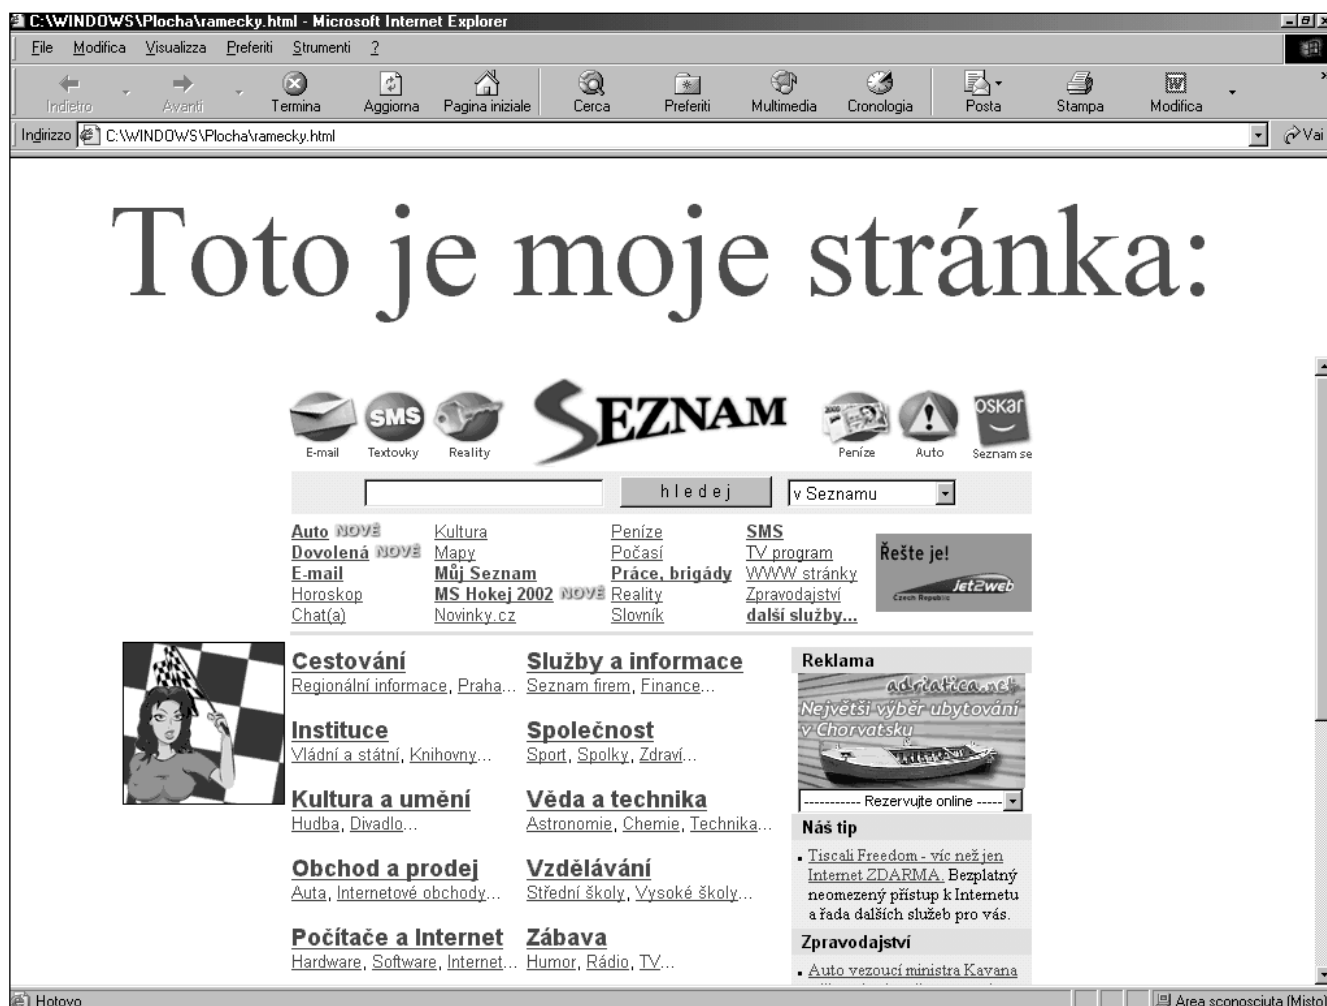 C:\WINDOWS\Plocha\ramecky.html - Microsoft Internet Explorer
File Modifica Visualizza Preferiti Strumenti ?
Indietro Avanti Termina Aggiorna Pagina iniziale Cerca Preferiti Multimedia Cronologia Posta Stampa Modifica
Indirizzo C:\WINDOWS\Plocha\ramecky.html Vai
Toto je moje stránka:
SMS SEZNAM 2000 OSKar
E-mail Textovky Reality Peníze Auto Seznam se
hledej v Seznamu
Auto NOVÉ Kultura Peníze SMS
Dovolená NOVÉ Mapy Počasí TV program
E-mail Můj Seznam Práce, brigády WWW stránky
Horoskop MS Hokej 2002 NOVÉ Reality Zpravodajství
Chat(a) Novinky.cz Slovník další služby...
Řešte je!
jet2web
Czech Republic
Cestování Služby a informace
Regionální informace, Praha... Seznam firem, Finance...
Instituce Společnost
Vládní a státní, Knihovny... Sport, Spolky, Zdraví...
Kultura a umění Věda a technika
Hudba, Divadlo... Astronomie, Chemie, Technika...
Obchod a prodej Vzdělávání
Auta, Internetové obchody... Střední školy, Vysoké školy...
Počítače a Internet Zábava
Hardware, Software, Internet... Humor, Rádio, TV...
Reklama
adriatica.net
Největší výběr ubytování
v Chorvatsku
----------- Rezervujte online -----
Náš tip
Tiscali Freedom - víc než jen
Internet ZDARMA. Bezplatný
neomezený přístup k Internetu
a řada dalších služeb pro vás.
Zpravodajství
Auto vezoucí ministra Kavana
Hotovo Area sconosciuta (Misto)